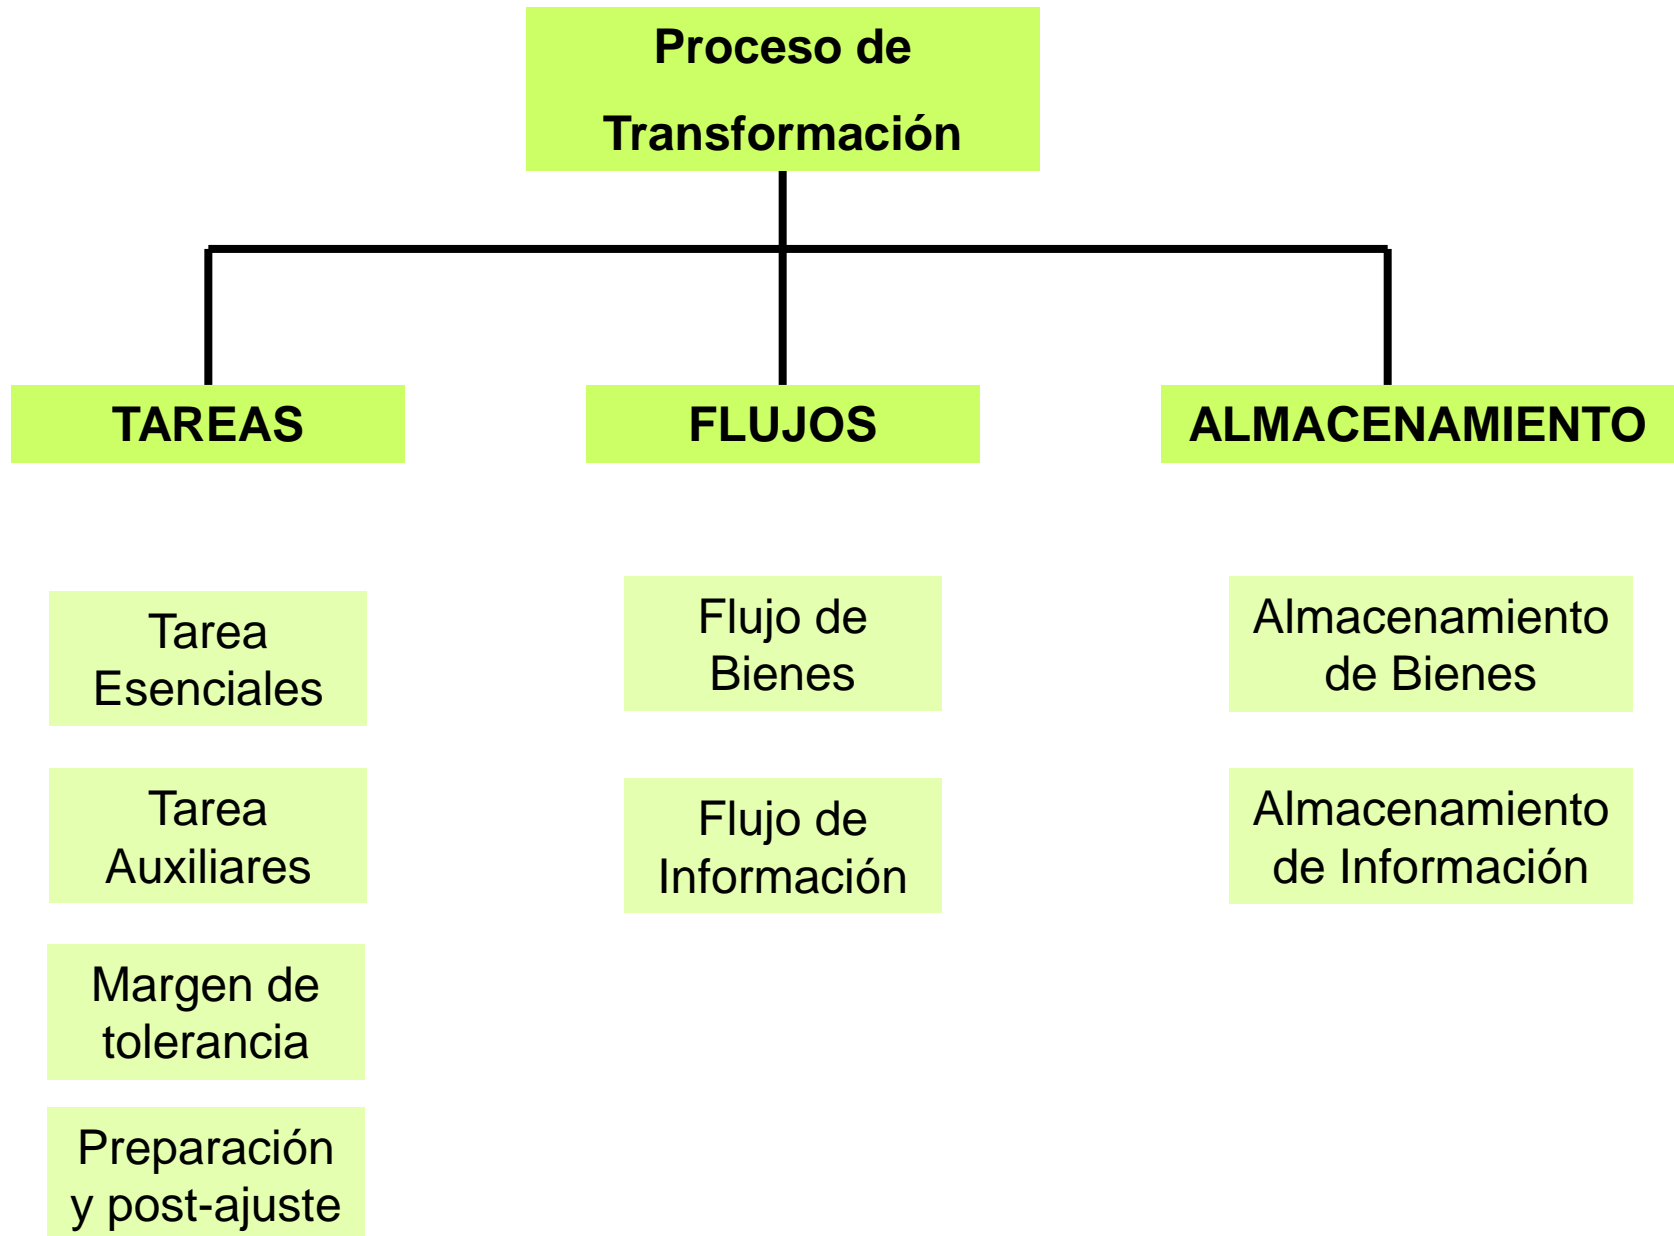 Proceso de
Transformación
TAREAS
FLUJOS
ALMACENAMIENTO
Tarea
Esenciales
Tarea
Auxiliares
Margen de
tolerancia
Preparación
y post-ajuste
Flujo de
Bienes
Flujo de
Información
Almacenamiento
de Bienes
Almacenamiento
de Información